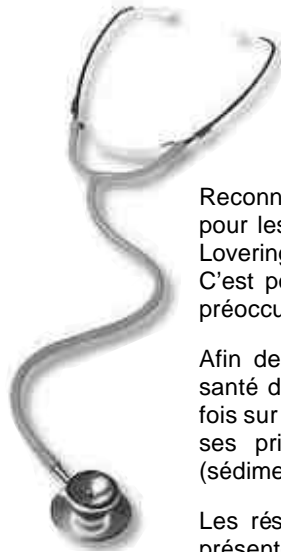 Reconn
pour les
Lovering
C'est po
préoccu
Afin de
santé d
fois sur
ses pri
(sédime
Les rés
présent